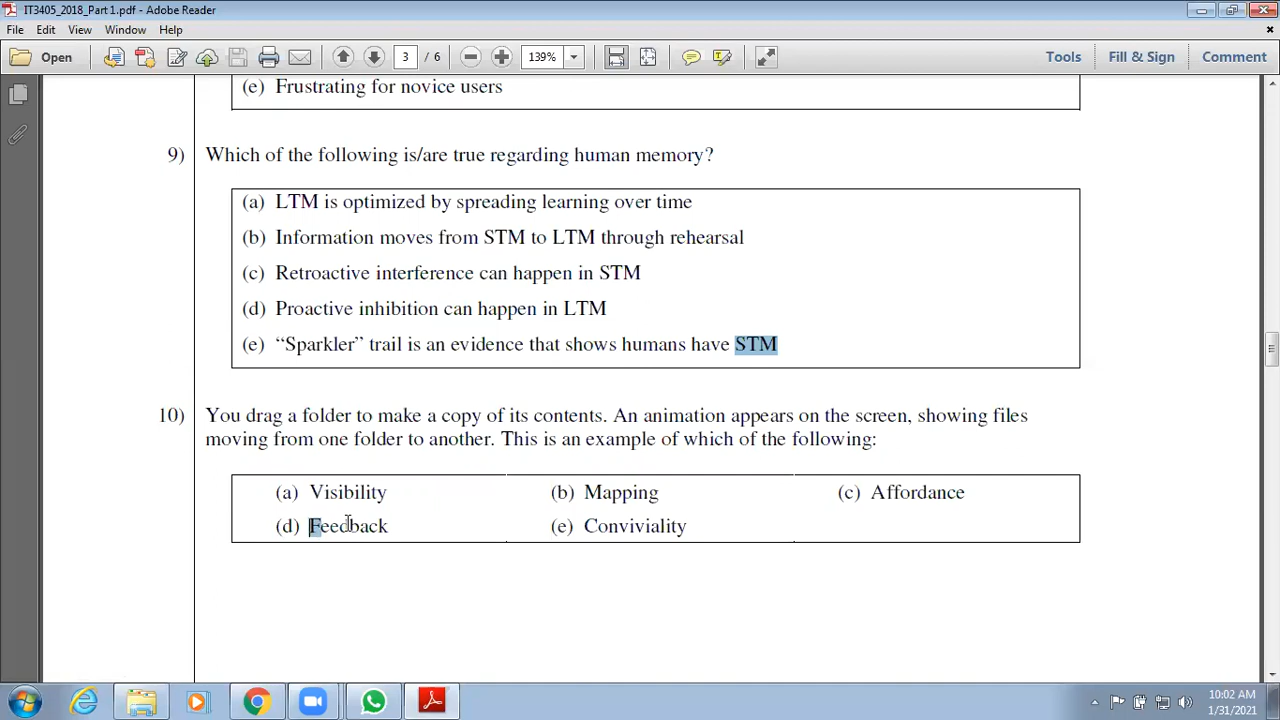 IT3405_2018_Part 1.pdf - Adobe Reader
File Edit View Window Help
Open 3 / 6 139% Tools Fill & Sign Comment
(e) Frustrating for novice users
9) Which of the following is/are true regarding human memory?
(a) LTM is optimized by spreading learning over time
(b) Information moves from STM to LTM through rehearsal
(c) Retroactive interference can happen in STM
(d) Proactive inhibition can happen in LTM
(e) “Sparkler” trail is an evidence that shows humans have STM
10) You drag a folder to make a copy of its contents. An animation appears on the screen, showing files
moving from one folder to another. This is an example of which of the following:
(a) Visibility (b) Mapping (c) Affordance
(d) Feedback (e) Conviviality
10:02 AM
1/31/2021